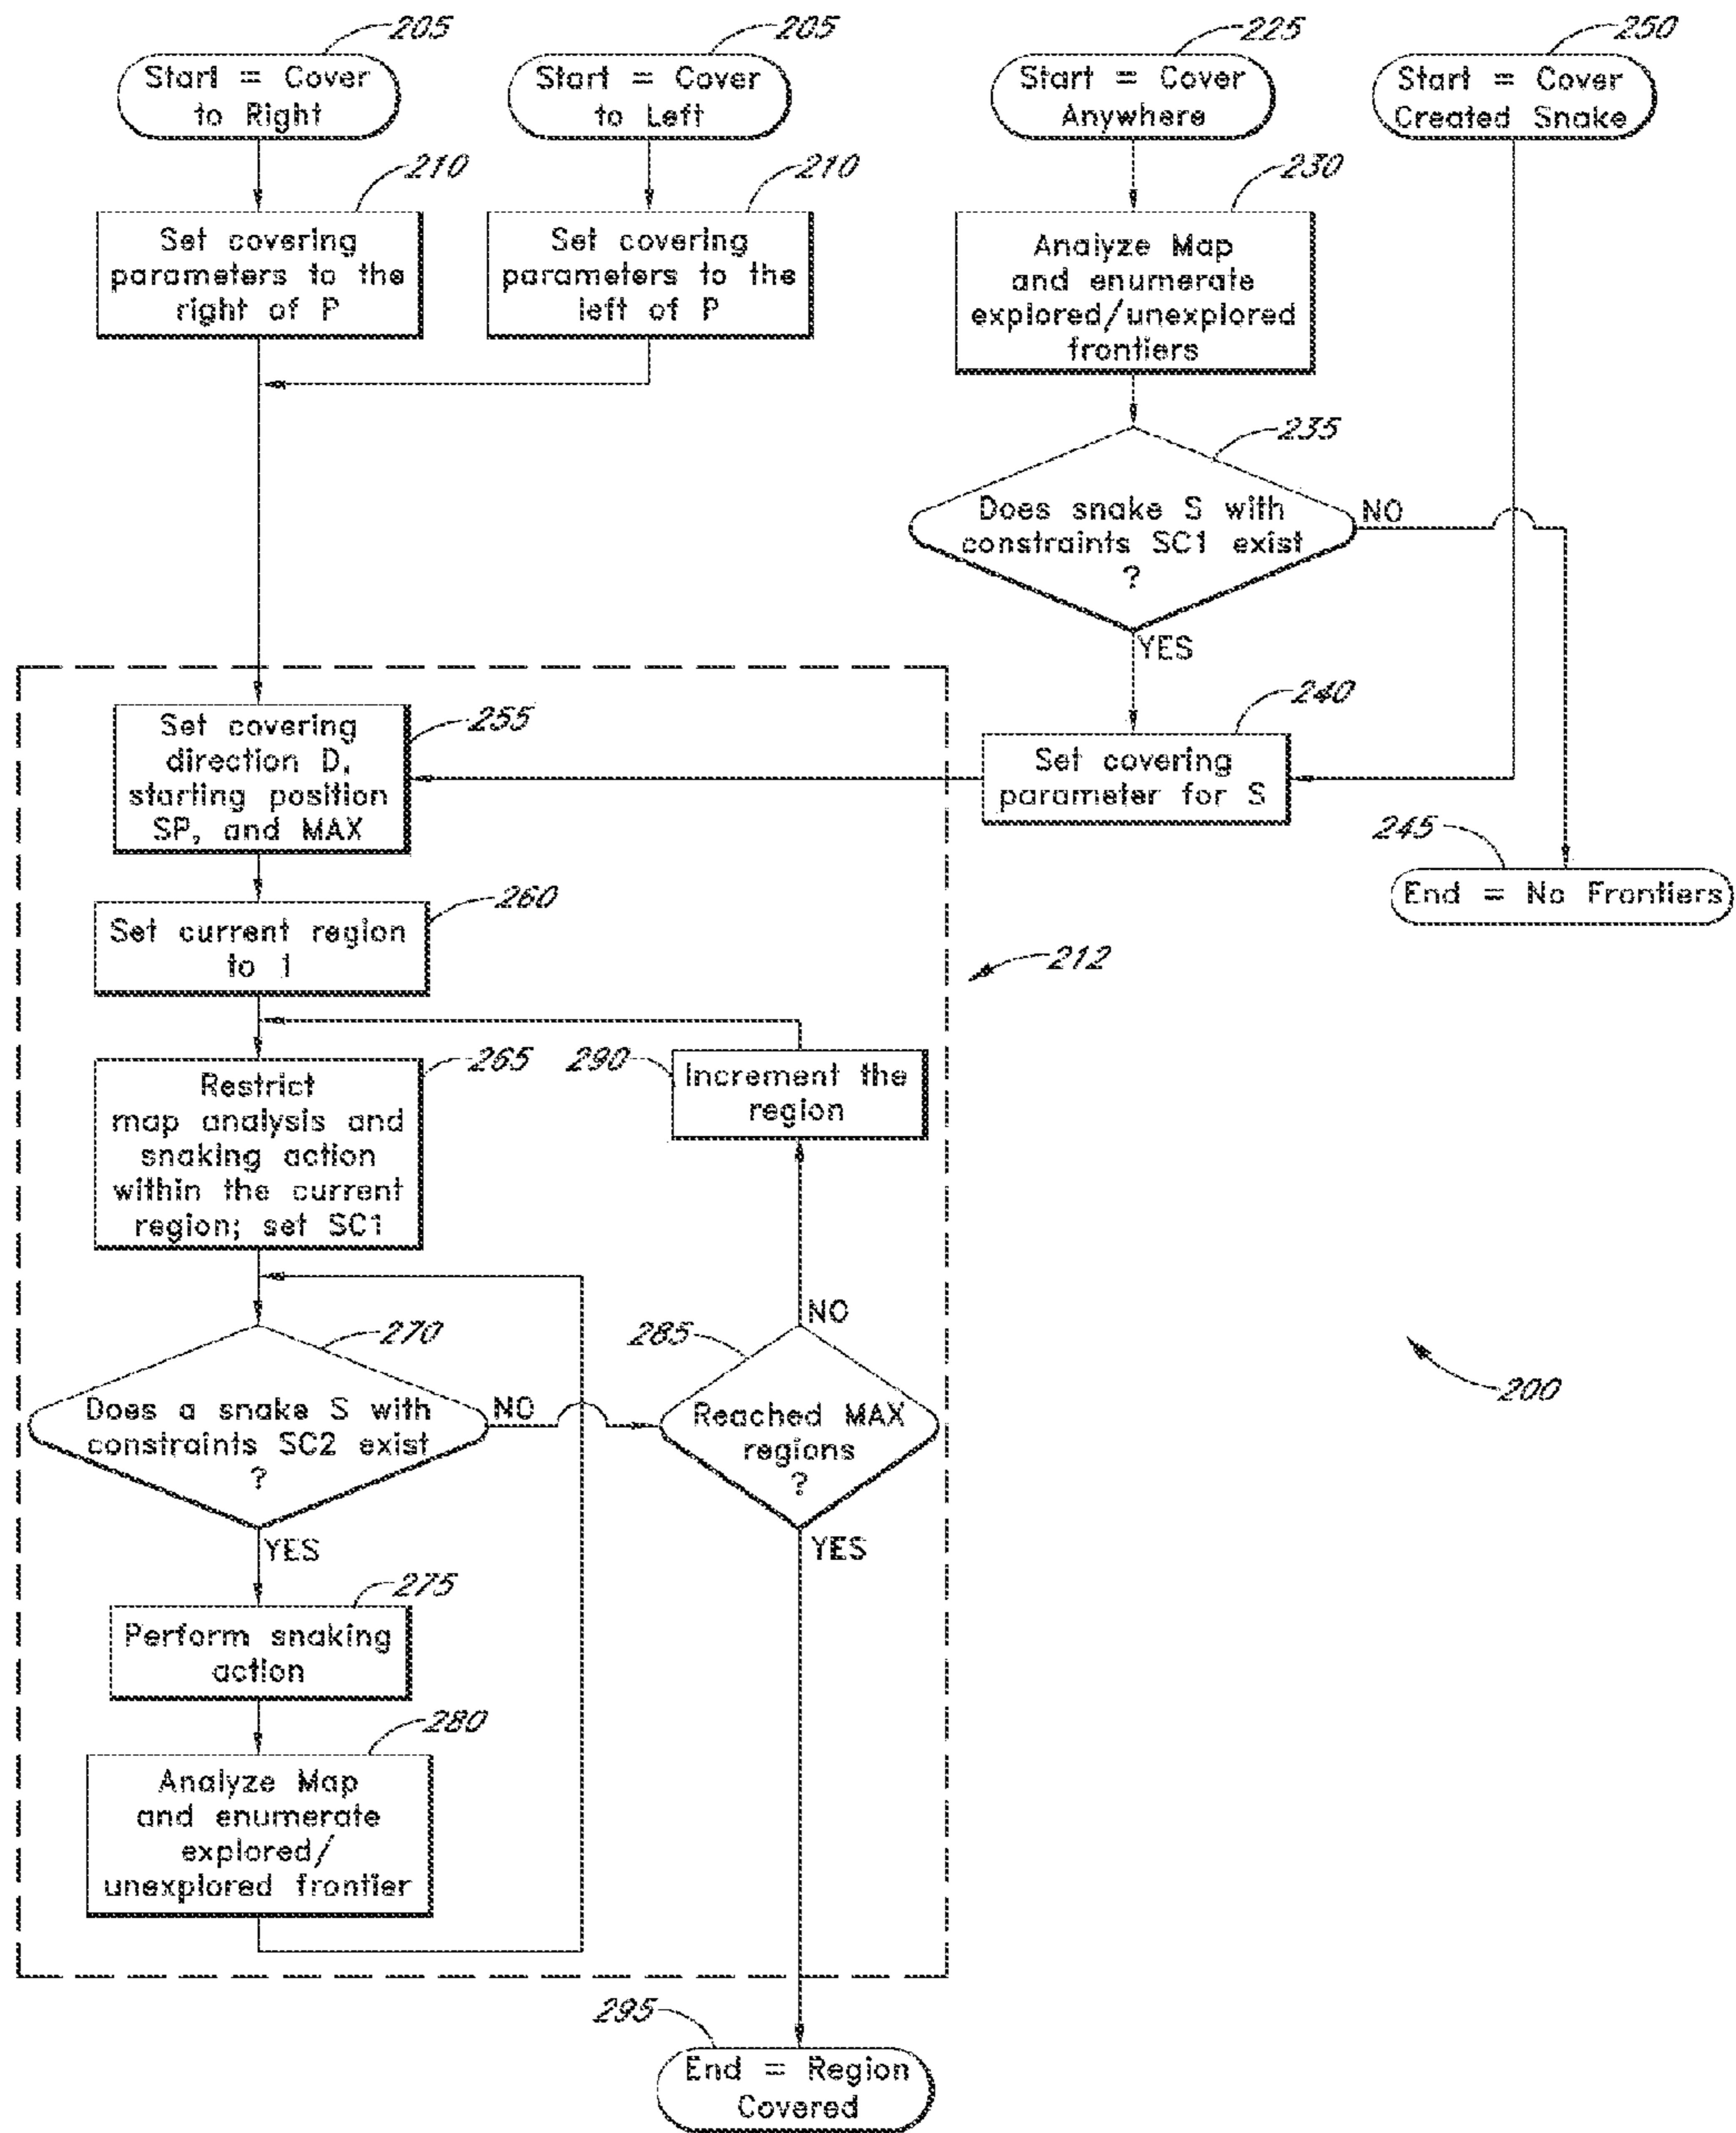 205
Start = Cover
to Right
205
Start = Cover
to Left
225
Start = Cover
Anywhere
250
Start = Cover
Created Snake
210
Set covering
parameters to the
right of P
210
Set covering
parameters to the
left of P
230
Analyze Map
and enumerate
explored/unexplored
frontiers
235
Does snake S with
constraints SC1 exist
?
NO
YES
240
Set covering
parameter for S
245
End = No Frontiers
255
Set covering
direction D,
starting position
SP, and MAX
260
Set current region
to 1
212
265
Restrict
map analysis and
snaking action
within the current
region; set SC1
290
Increment the
region
270
Does a snake S with
constraints SC2 exist
?
NO
YES
285
Reached MAX
regions
?
NO
YES
200
275
Perform snaking
action
280
Analyze Map
and enumerate
explored/
unexplored frontier
295
End = Region
Covered